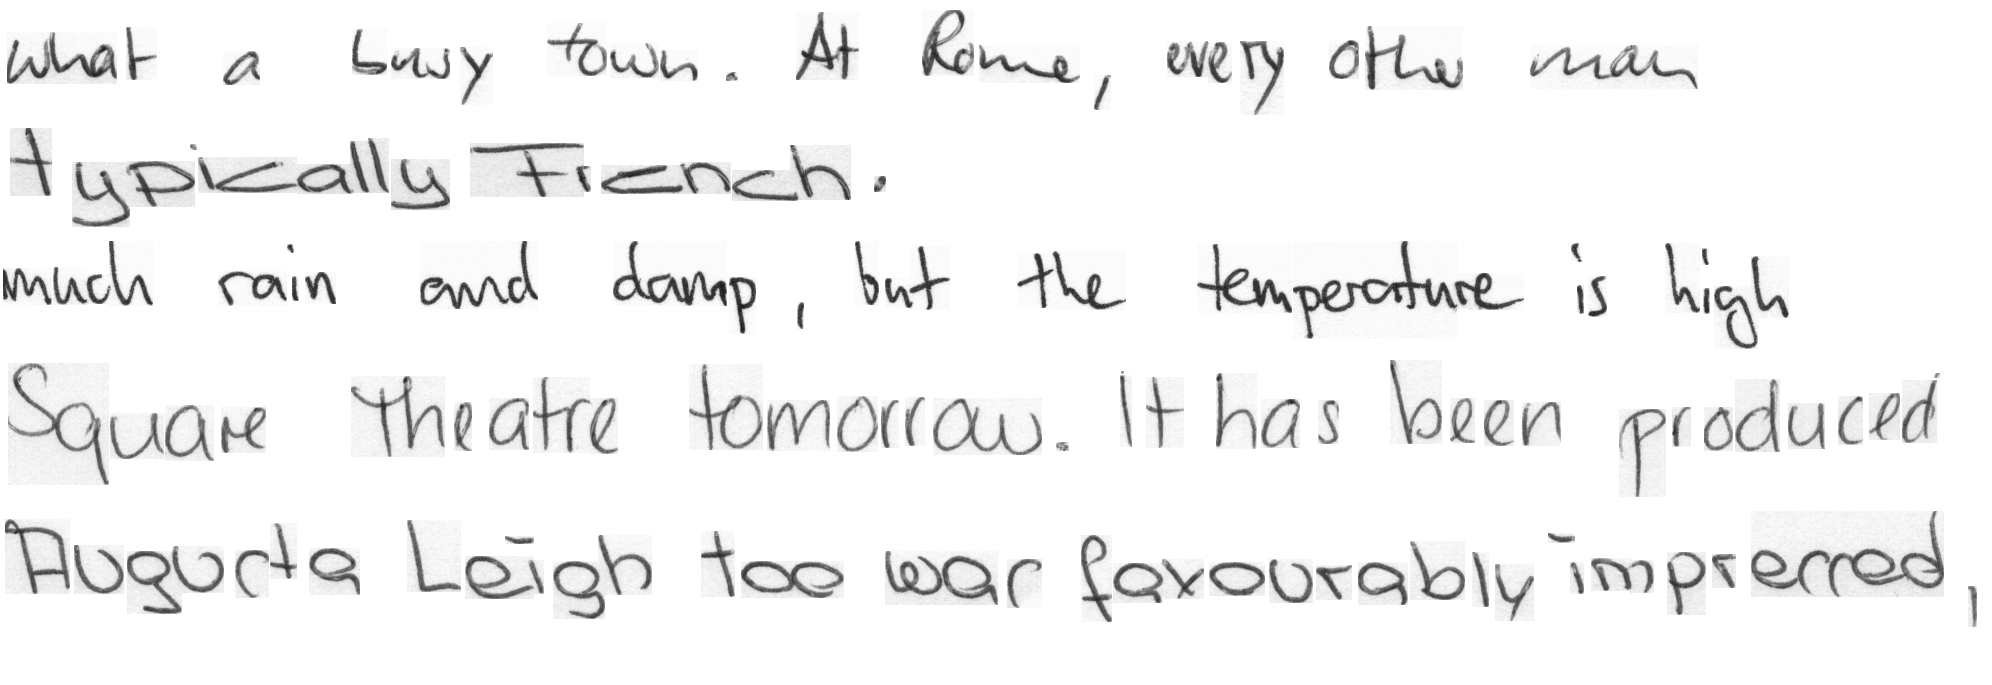 what a busy town. At Rome, every other man
typically French.
much rain and damp, but the temperature is high
Square Theatre tomorrow. It has been produced
Augusta Leigh too was favourably impressed,